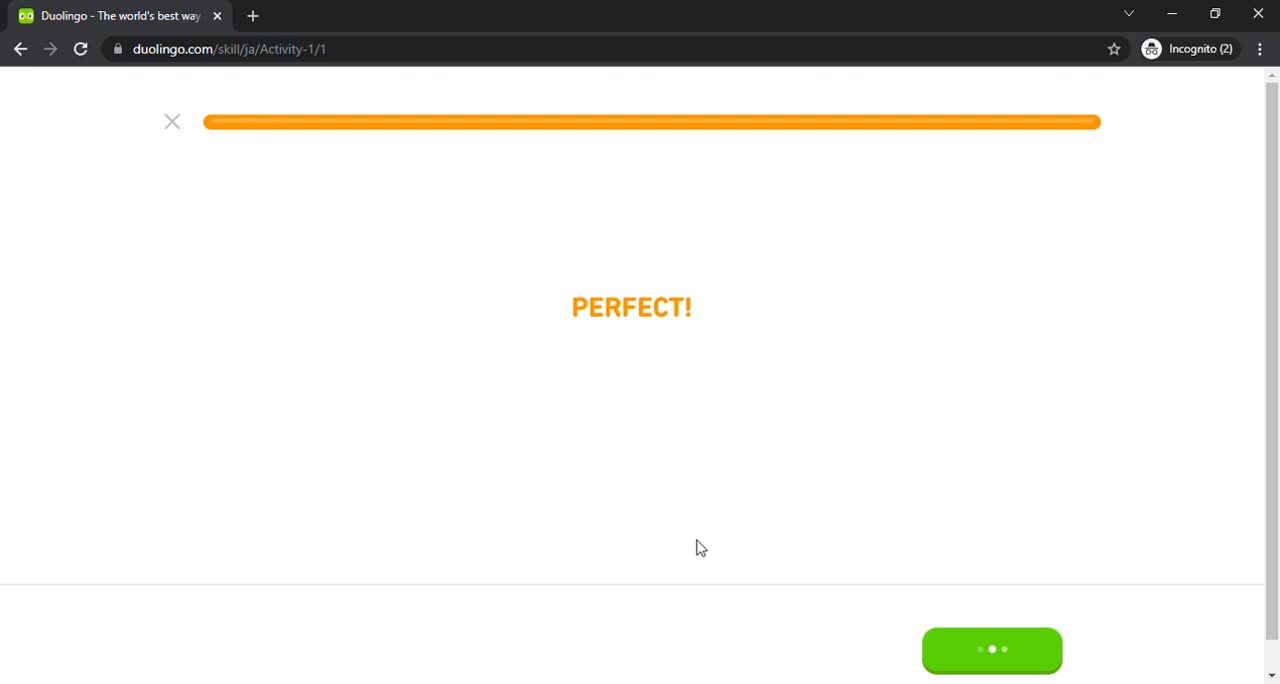 Duolingo - The world's best way
duolingo.com/skill/ja/Activity-1/1
Incognito (2)
PERFECT!